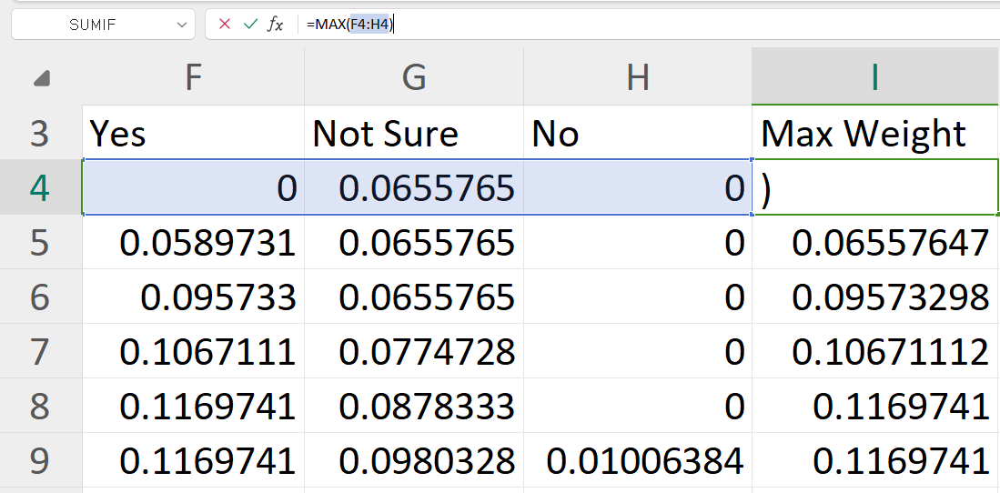 SUMIF fx =MAX(F4:H4)
F G H I
3 Yes Not Sure No Max Weight
4 0 0.0655765 0 )
5 0.0589731 0.0655765 0 0.06557647
6 0.095733 0.0655765 0 0.09573298
7 0.1067111 0.0774728 0 0.10671112
8 0.1169741 0.0878333 0 0.1169741
9 0.1169741 0.0980328 0.01006384 0.1169741